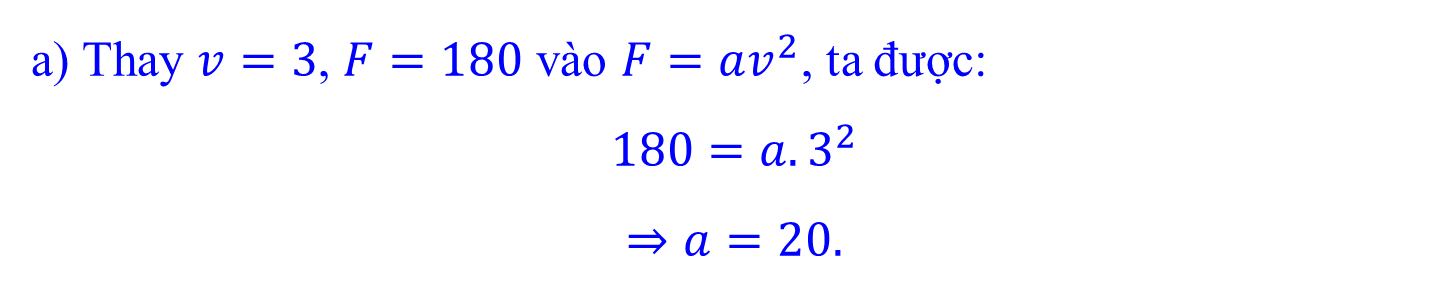 a) Thay v = 3, F = 180 vào F = av², ta được:
180 = a. 3²
⇒ a = 20.